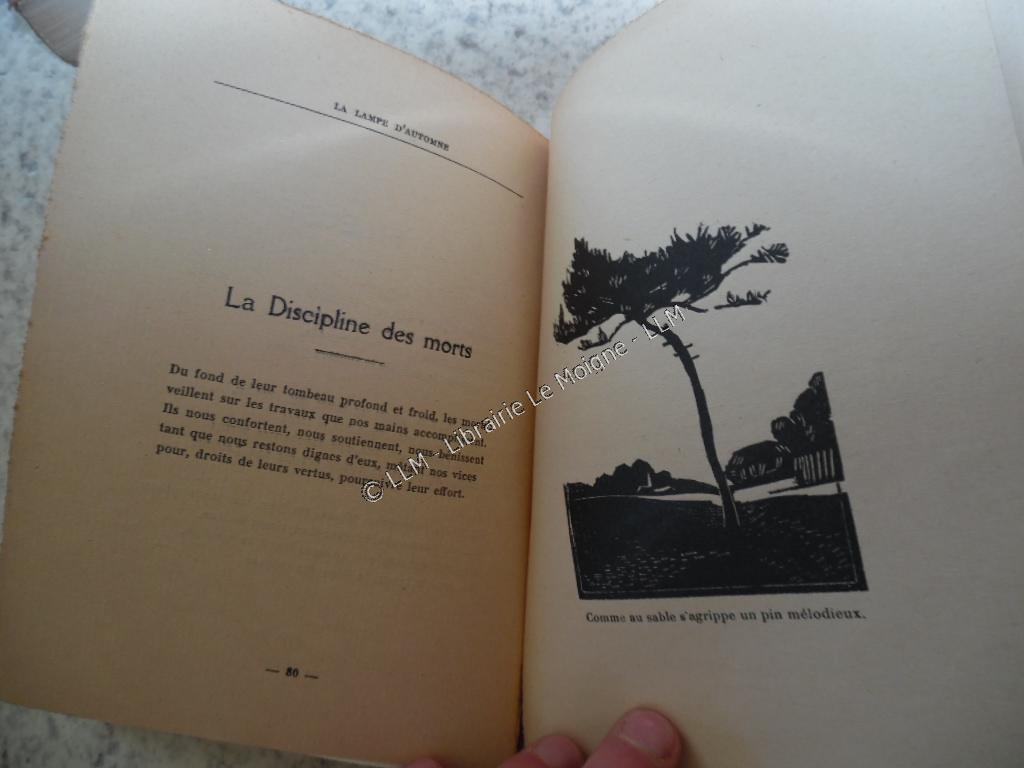 LA LAMPE D'AUTOMNE
La Discipline des morts
Du fond de leur tombeau profond et froid, les morts
veillent sur les travaux que nos mains accomplissent.
Ils nous confortent, nous soutiennent, nous bénissent
tant que nous restons dignes d'eux, nos vices
pour, droits de leurs vertus, poursuivre leur effort.
— 80 —
Comme au sable s'agrippe un pin mélodieux.
© LLM - Librairie Le Moigne - LLM